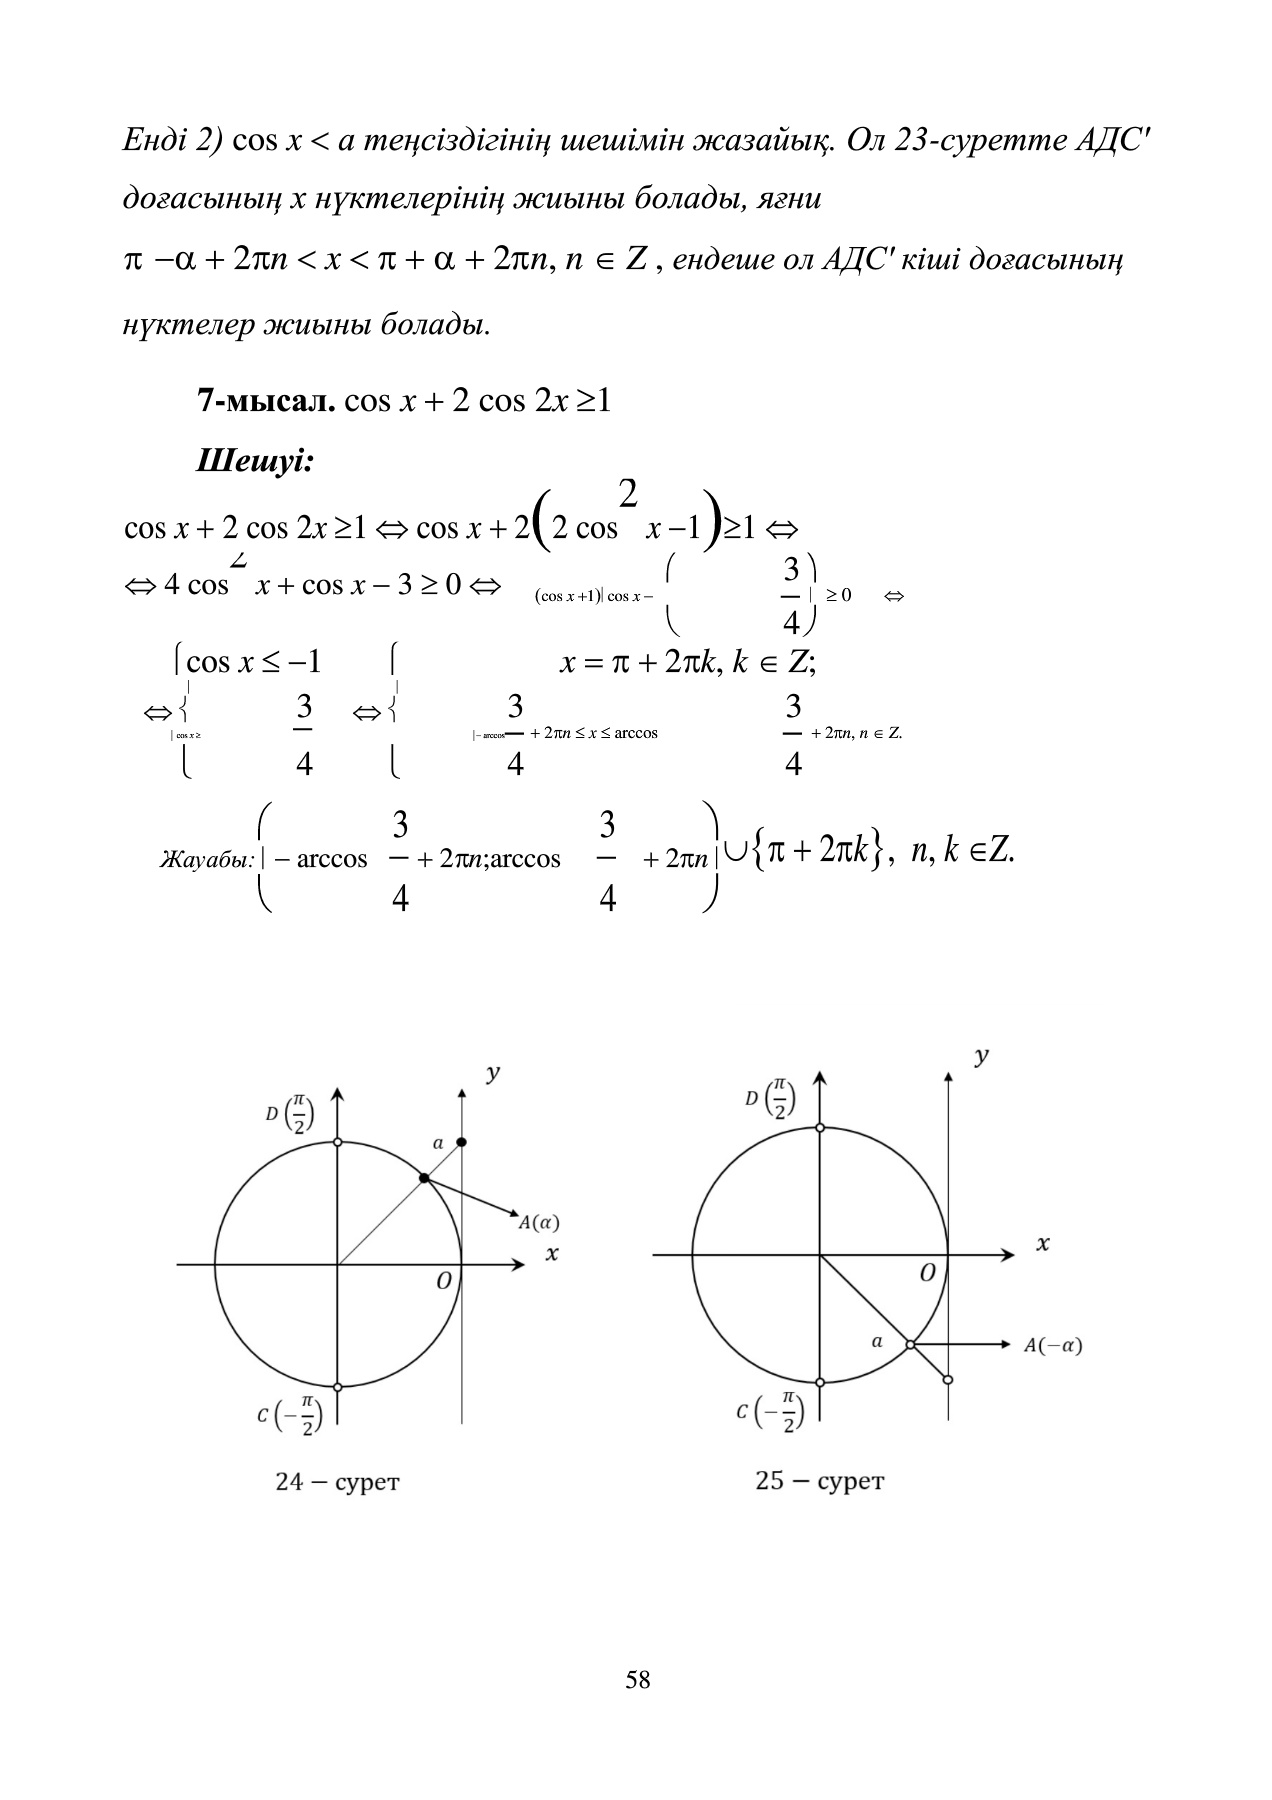 Енді 2) cos x < a теңсіздігінің шешімін жазайық. Ол 23-суретте АДС′
доғасының x нүктелерінің жиыны болады, яғни
π −α + 2πn < x < π + α + 2πn, n ∈ Z , ендеше ол АДС′ кіші доғасының
нүктелер жиыны болады.
7-мысал. cos x + 2 cos 2x ≥1
Шешуі:
cos x + 2 cos 2x ≥1 ⇔ cos x + 2(2 cos² x −1)≥1 ⇔
⇔ 4 cos² x + cos x − 3 ≥ 0 ⇔ (cos x +1)(cos x − 3/4) ≥ 0 ⇔
⇔ { cos x ≤ −1 ; cos x ≥ 3/4 ⇔ { x = π + 2πk, k ∈ Z; − arccos 3/4 + 2πn ≤ x ≤ arccos 3/4 + 2πn, n ∈ Z.
Жауабы: (− arccos 3/4 + 2πn;arccos 3/4 + 2πn) ∪{π + 2πk}, n, k ∈Z.
y
D (π/2)
a
A(α)
x
O
C (−π/2)
24 − сурет
y
D (π/2)
x
O
a
A(−α)
C (−π/2)
25 − сурет
58